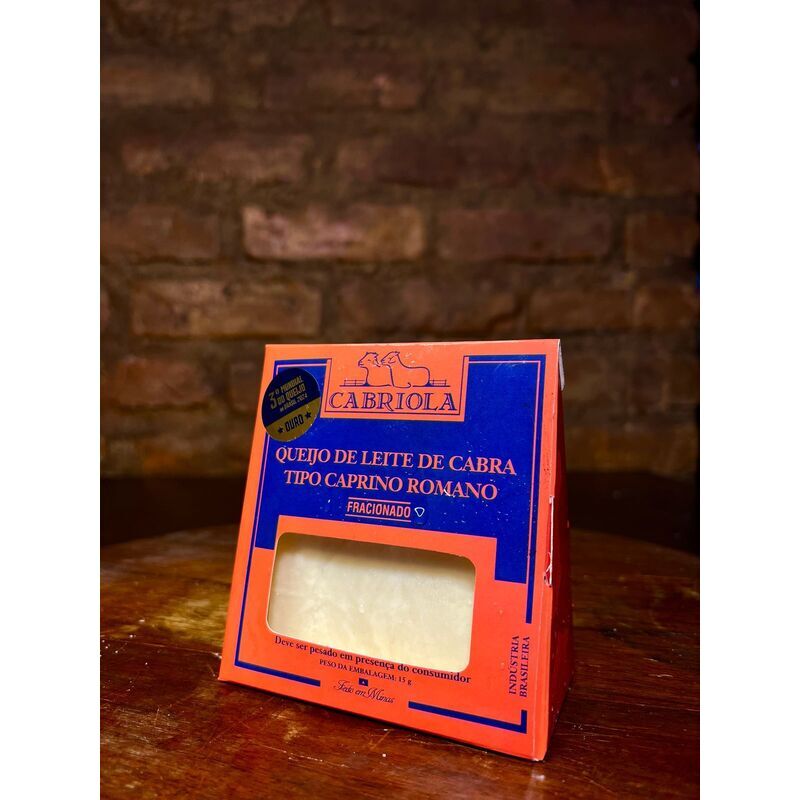 CABRIOLA
3º MUNDIAL
DO QUEIJO
DO BRASIL 2024
OURO
QUEIJO DE LEITE DE CABRA
TIPO CAPRINO ROMANO
FRACIONADO
Deve ser pesado em presença do consumidor
PESO DA EMBALAGEM: 15 g
Feito em Minas
INDÚSTRIA
BRASILEIRA